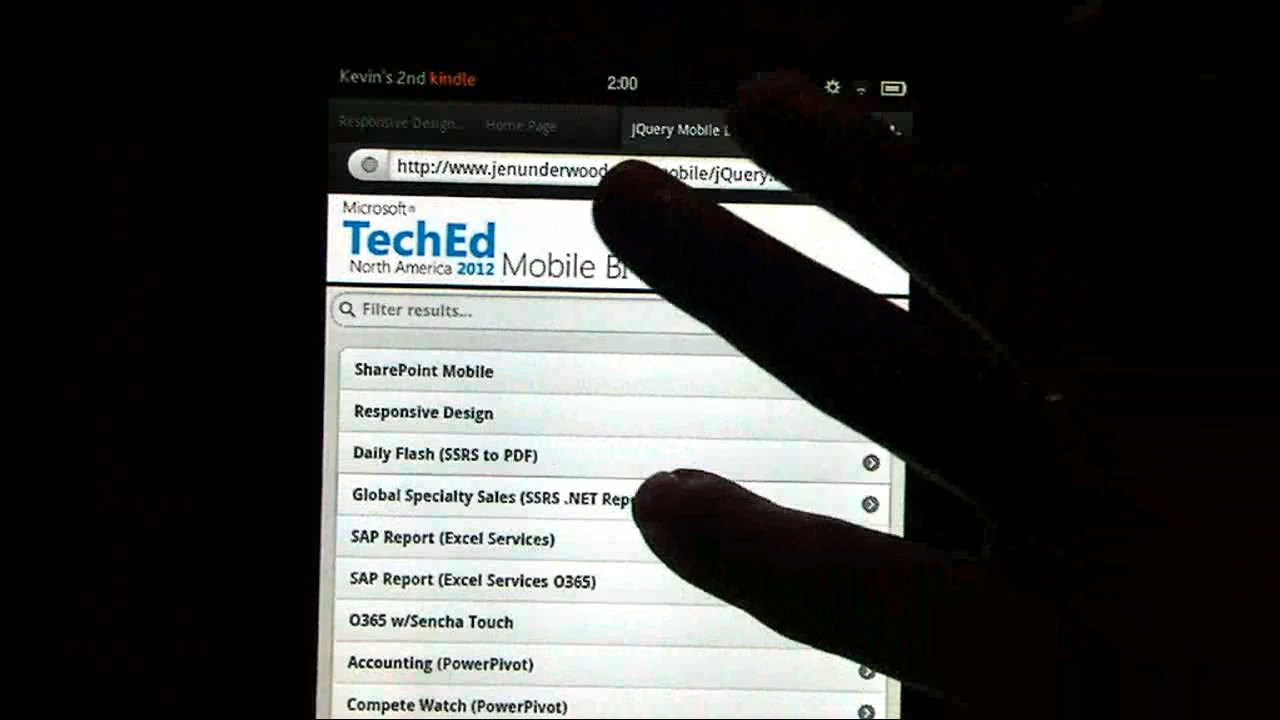 Kevin's 2nd kindle 2:00
Responsive Design... Home Page jQuery Mobile
http://www.jenunderwood mobile/jQuery.
Microsoft®
TechEd
North America 2012 Mobile BI
Filter results...
SharePoint Mobile
Responsive Design
Daily Flash (SSRS to PDF)
Global Specialty Sales (SSRS .NET Rep
SAP Report (Excel Services)
SAP Report (Excel Services O365)
O365 w/Sencha Touch
Accounting (PowerPivot)
Compete Watch (PowerPivot)